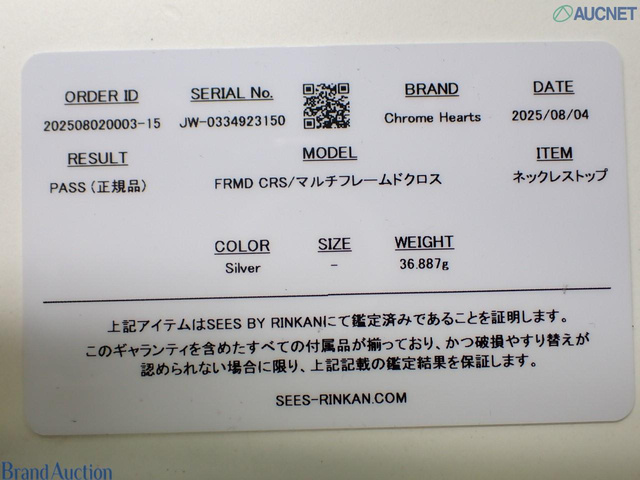 AUCNET
ORDER ID
202508020003-15
SERIAL No.
JW-0334923150
BRAND
Chrome Hearts
DATE
2025/08/04
RESULT
PASS (正規品)
MODEL
FRMD CRS/マルチフレームドクロス
ITEM
ネックレストップ
COLOR
Silver
SIZE
-
WEIGHT
36.887g
上記アイテムはSEES BY RINKANにて鑑定済みであることを証明します。
このギャランティを含めたすべての付属品が揃っており、かつ破損やすり替えが
認められない場合に限り、上記記載の鑑定結果を保証します。
SEES-RINKAN.COM
Brand Auction